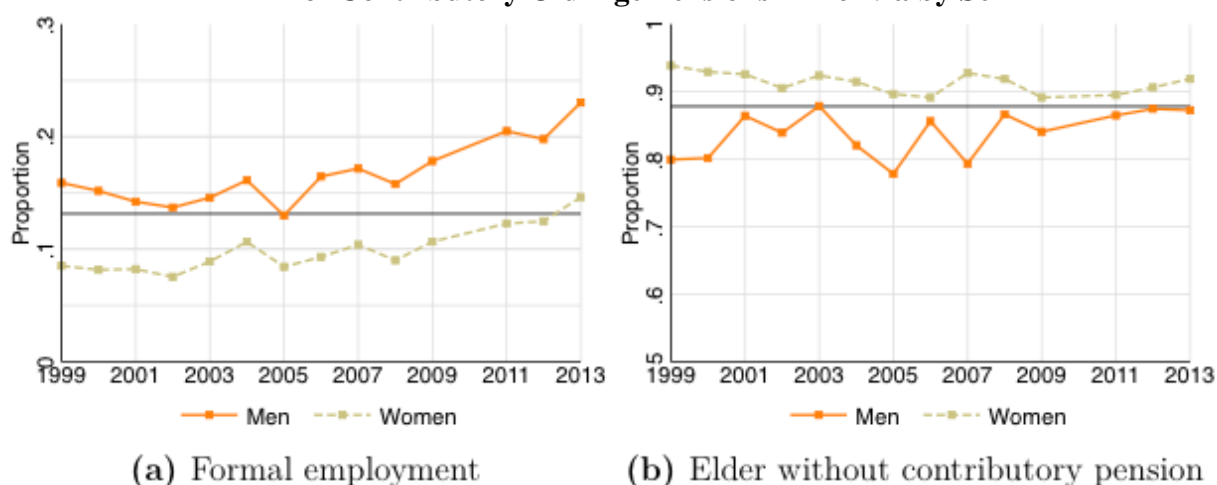 Contributory by
.3
.2
.1
0
Proportion
1999 2001 2003 2005 2007 2009 2011 2013
Men Women
(a) Formal employment
1
.9
.8
.7
.6
.5
Proportion
1999 2001 2003 2005 2007 2009 2011 2013
Men Women
(b) Elder without contributory pension